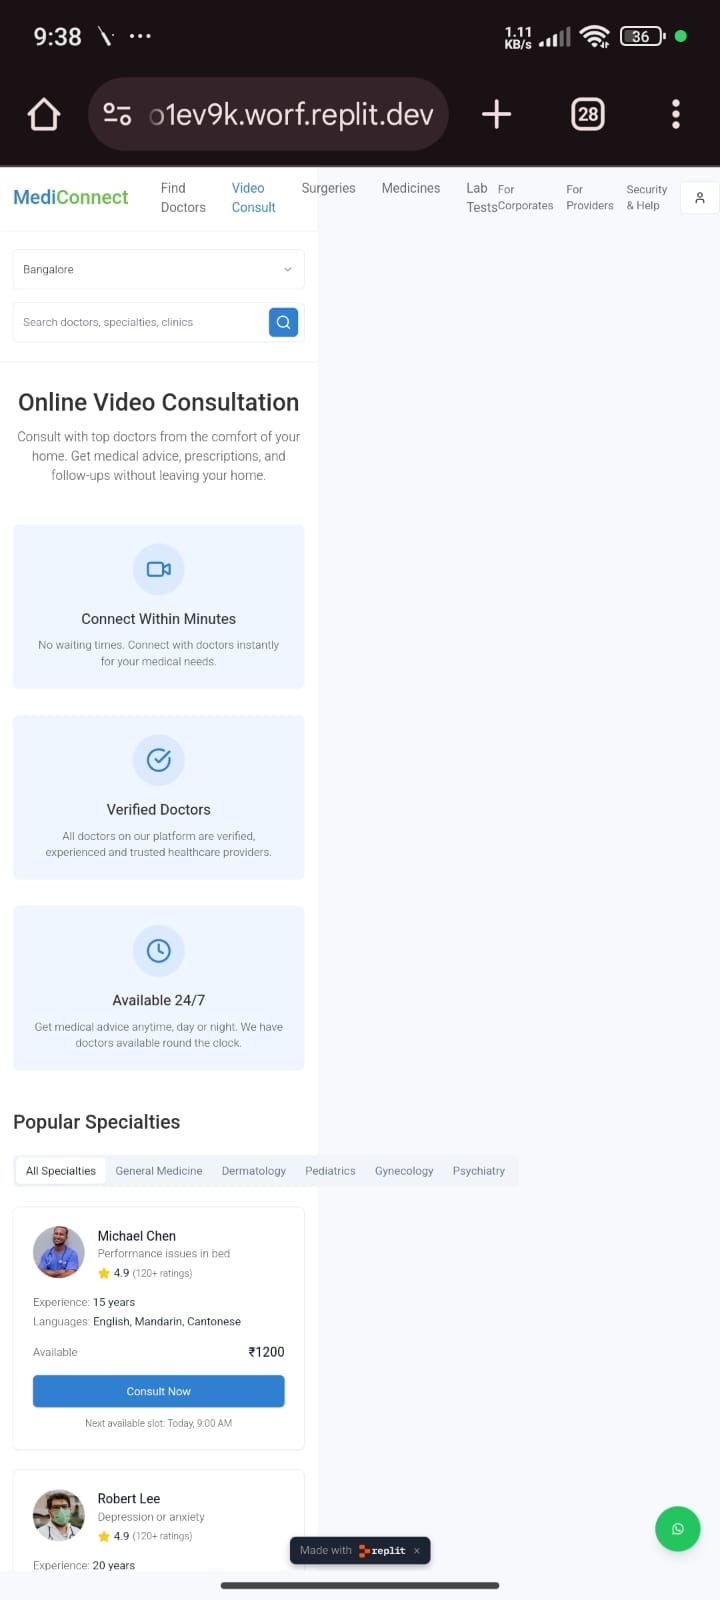 9:38
1.11
KB/s
36
o1ev9k.worf.replit.dev
28
MediConnect
Find
Doctors
Video
Consult
Surgeries
Medicines
Lab
Tests
For
Corporates
For
Providers
Security
& Help
Bangalore
Search doctors, specialties, clinics
Online Video Consultation
Consult with top doctors from the comfort of your
home. Get medical advice, prescriptions, and
follow-ups without leaving your home.
Connect Within Minutes
No waiting times. Connect with doctors instantly
for your medical needs.
Verified Doctors
All doctors on our platform are verified,
experienced and trusted healthcare providers.
Available 24/7
Get medical advice anytime, day or night. We have
doctors available round the clock.
Popular Specialties
All Specialties General Medicine Dermatology Pediatrics Gynecology Psychiatry
Michael Chen
Performance issues in bed
4.9 (120+ ratings)
Experience: 15 years
Languages: English, Mandarin, Cantonese
Available ₹1200
Consult Now
Next available slot: Today, 9:00 AM
Robert Lee
Depression or anxiety
4.9 (120+ ratings)
Experience: 20 years
Made with replit ×